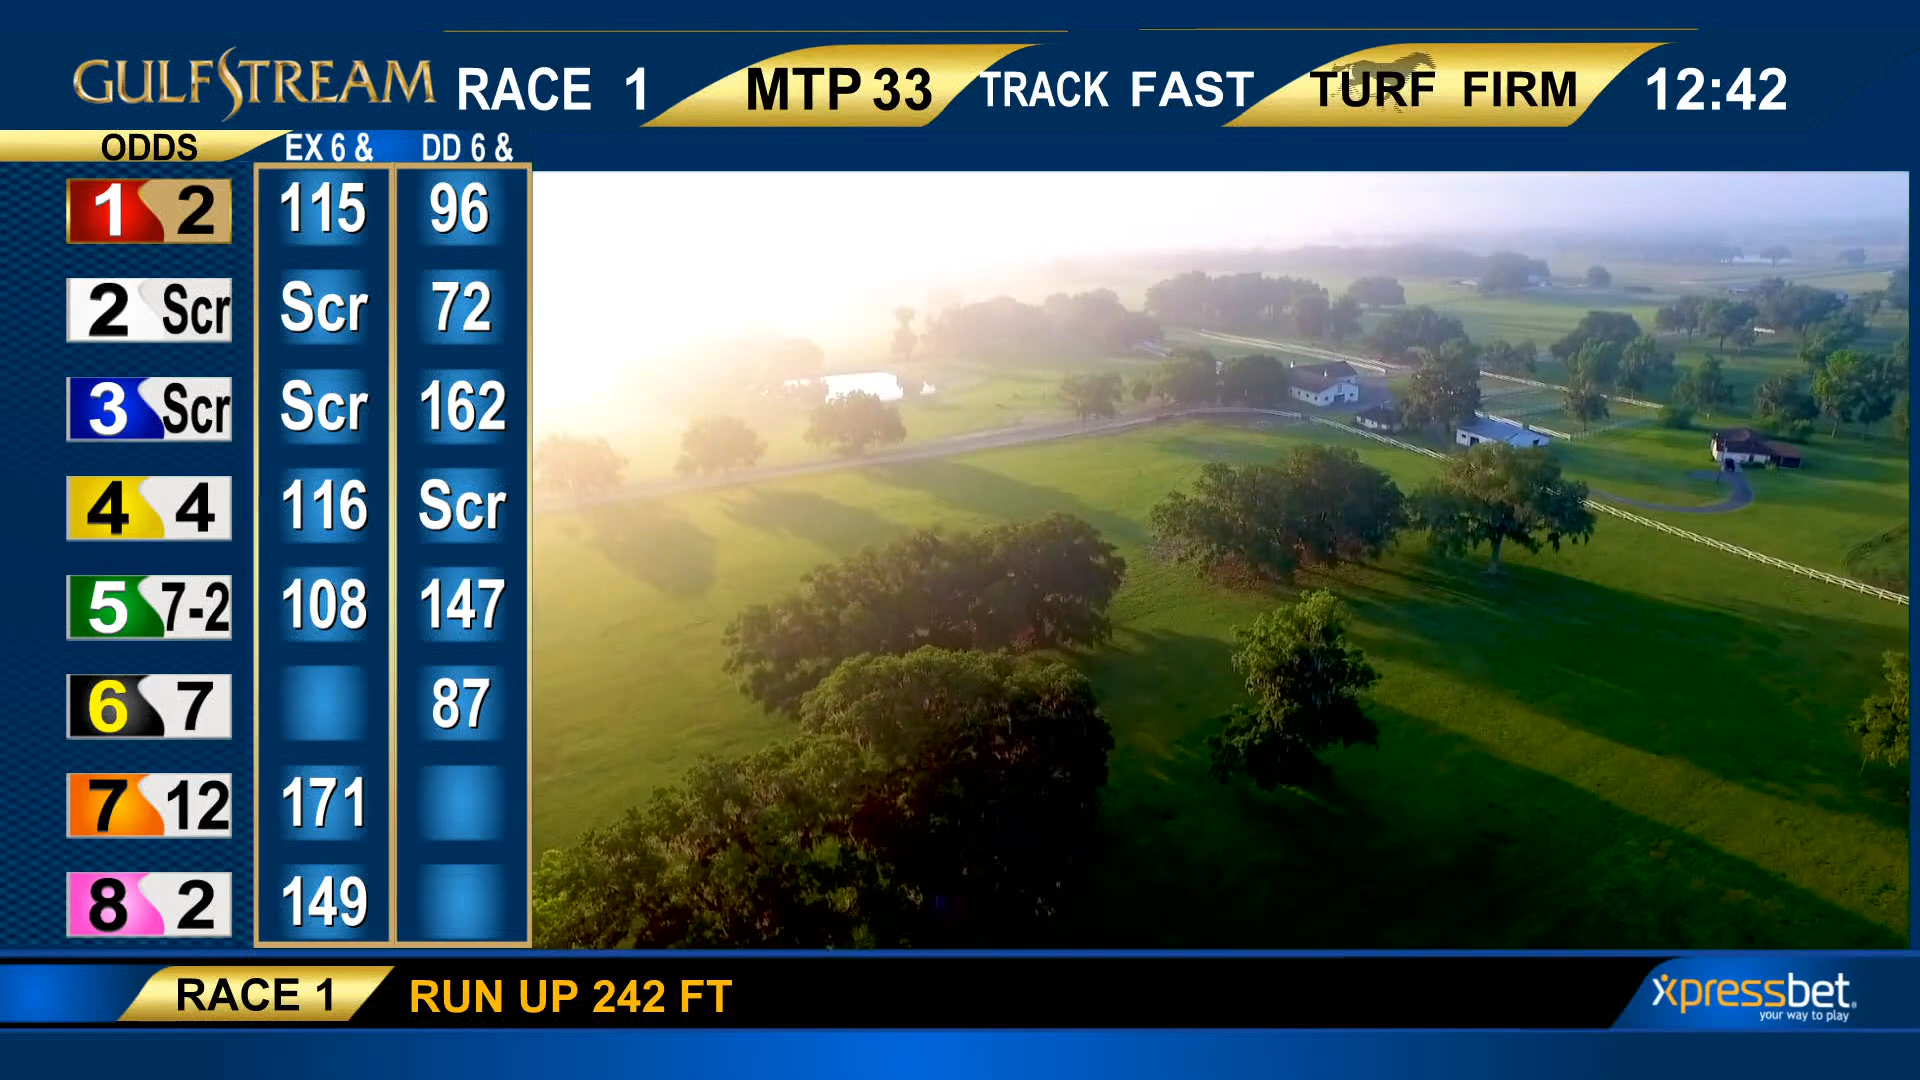 GULFSTREAM RACE 1 MTP 33 TRACK FAST TURF FIRM 12:42
ODDS EX 6 & DD 6 &
1 2 115 96
2 Scr Scr 72
3 Scr Scr 162
4 4 116 Scr
5 7-2 108 147
6 7 87
7 12 171
8 2 149
RACE 1 RUN UP 242 FT
xpressbet.
your way to play